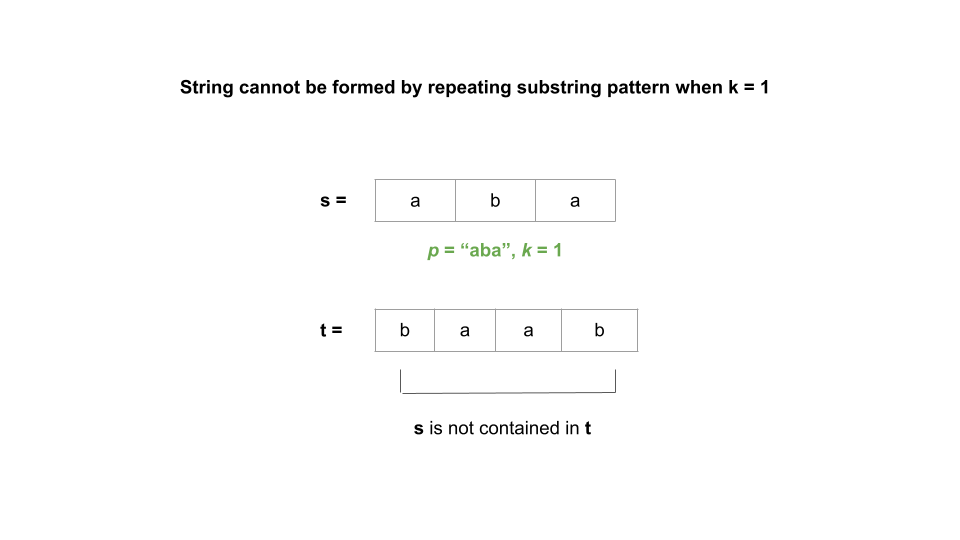 String cannot be formed by repeating substring pattern when k = 1
s = a b a
p = “aba”, k = 1
t = b a a b
s is not contained in t